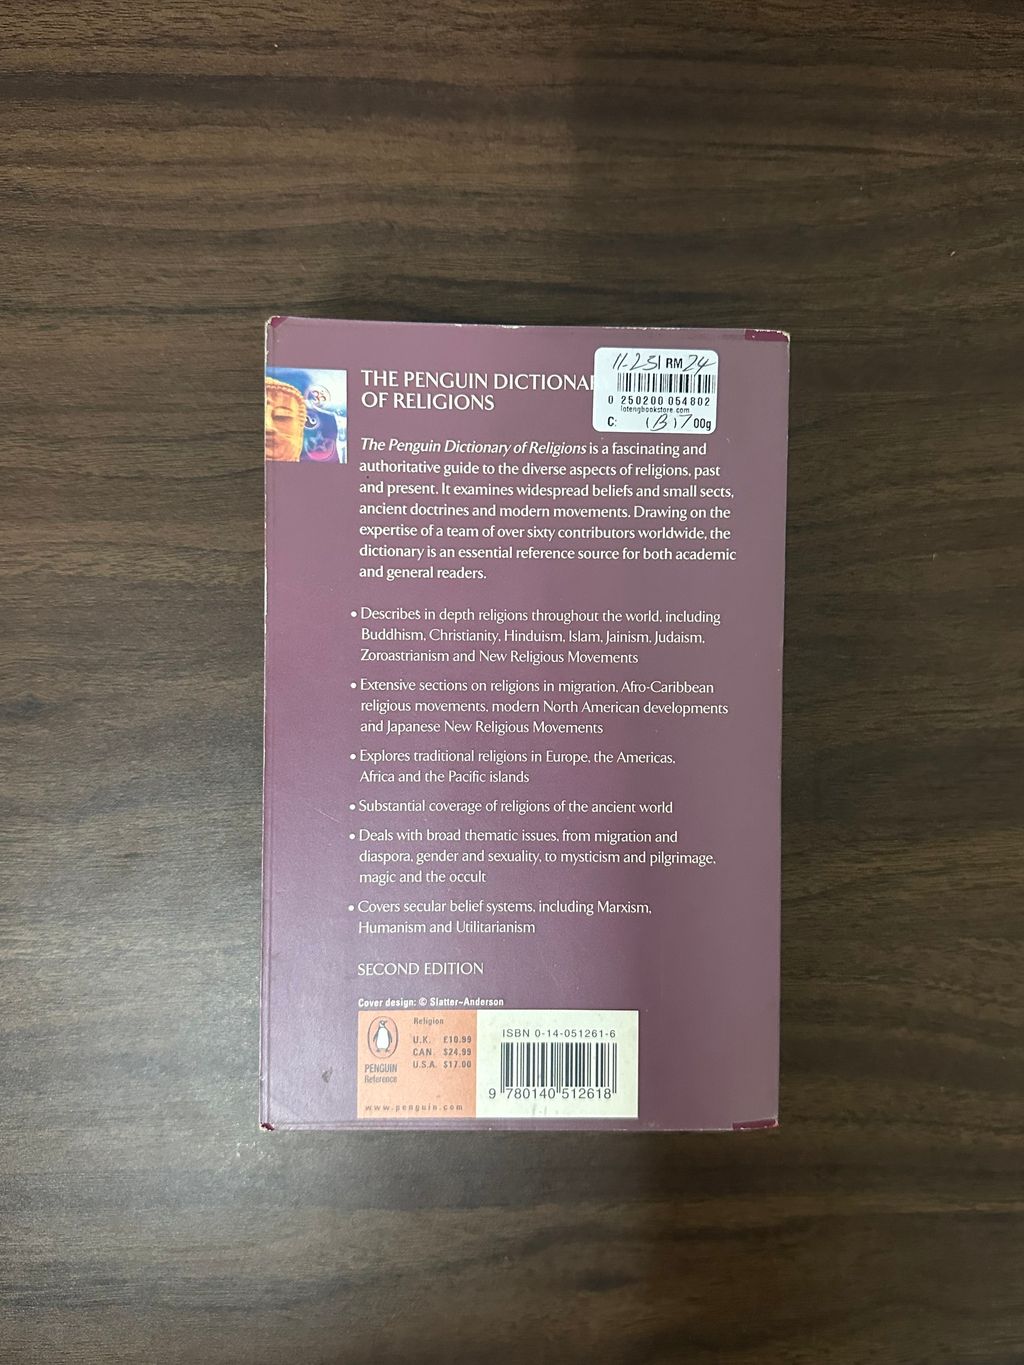 11-23 | RM 24
0 250200 054802
lotengbookstore.com
C: (B) 700g
THE PENGUIN DICTIONA
OF RELIGIONS
The Penguin Dictionary of Religions is a fascinating and
authoritative guide to the diverse aspects of religions, past
and present. It examines widespread beliefs and small sects,
ancient doctrines and modern movements. Drawing on the
expertise of a team of over sixty contributors worldwide, the
dictionary is an essential reference source for both academic
and general readers.
• Describes in depth religions throughout the world, including
Buddhism, Christianity, Hinduism, Islam, Jainism, Judaism,
Zoroastrianism and New Religious Movements
• Extensive sections on religions in migration, Afro-Caribbean
religious movements, modern North American developments
and Japanese New Religious Movements
• Explores traditional religions in Europe, the Americas,
Africa and the Pacific islands
• Substantial coverage of religions of the ancient world
• Deals with broad thematic issues, from migration and
diaspora, gender and sexuality, to mysticism and pilgrimage,
magic and the occult
• Covers secular belief systems, including Marxism,
Humanism and Utilitarianism
SECOND EDITION
Cover design: © Slatter-Anderson
Religion
U.K. £10.99
CAN. $24.99
U.S.A. $17.00
PENGUIN
Reference
www.penguin.com
ISBN 0-14-051261-6
9 780140 512618